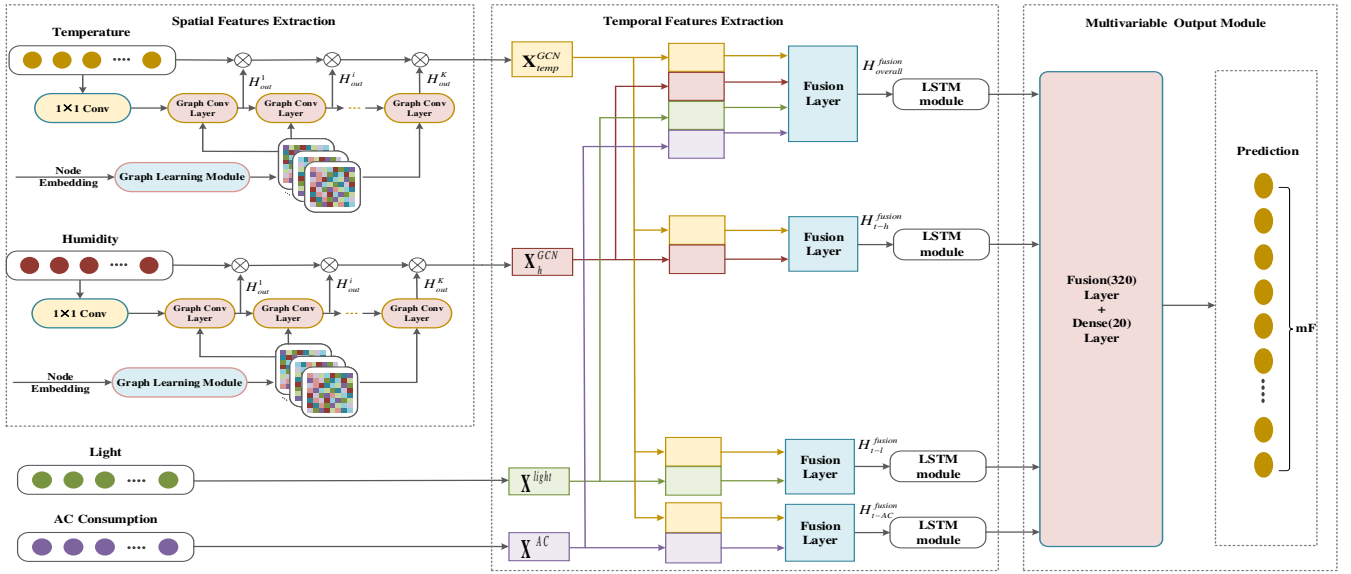 Spatial Features Extraction
Temperature
H^1_out
H^i_out
H^K_out
1×1 Conv
Graph Conv
Layer
Graph Conv
Layer
...
Graph Conv
Layer
Node
Embedding
Graph Learning Module
Humidity
H^1_out
H^i_out
H^K_out
1×1 Conv
Graph Conv
Layer
Graph Conv
Layer
...
Graph Conv
Layer
Node
Embedding
Graph Learning Module
Light
AC Consumption
Temporal Features Extraction
X^GCN_temp
X^GCN_h
X^light
X^AC
Fusion
Layer
H^fusion_overall
LSTM
module
Fusion
Layer
H^fusion_t-h
LSTM
module
Fusion
Layer
H^fusion_t-l
LSTM
module
Fusion
Layer
H^fusion_t-AC
LSTM
module
Multivariable Output Module
Fusion(320)
Layer
+
Dense(20)
Layer
Prediction
mF